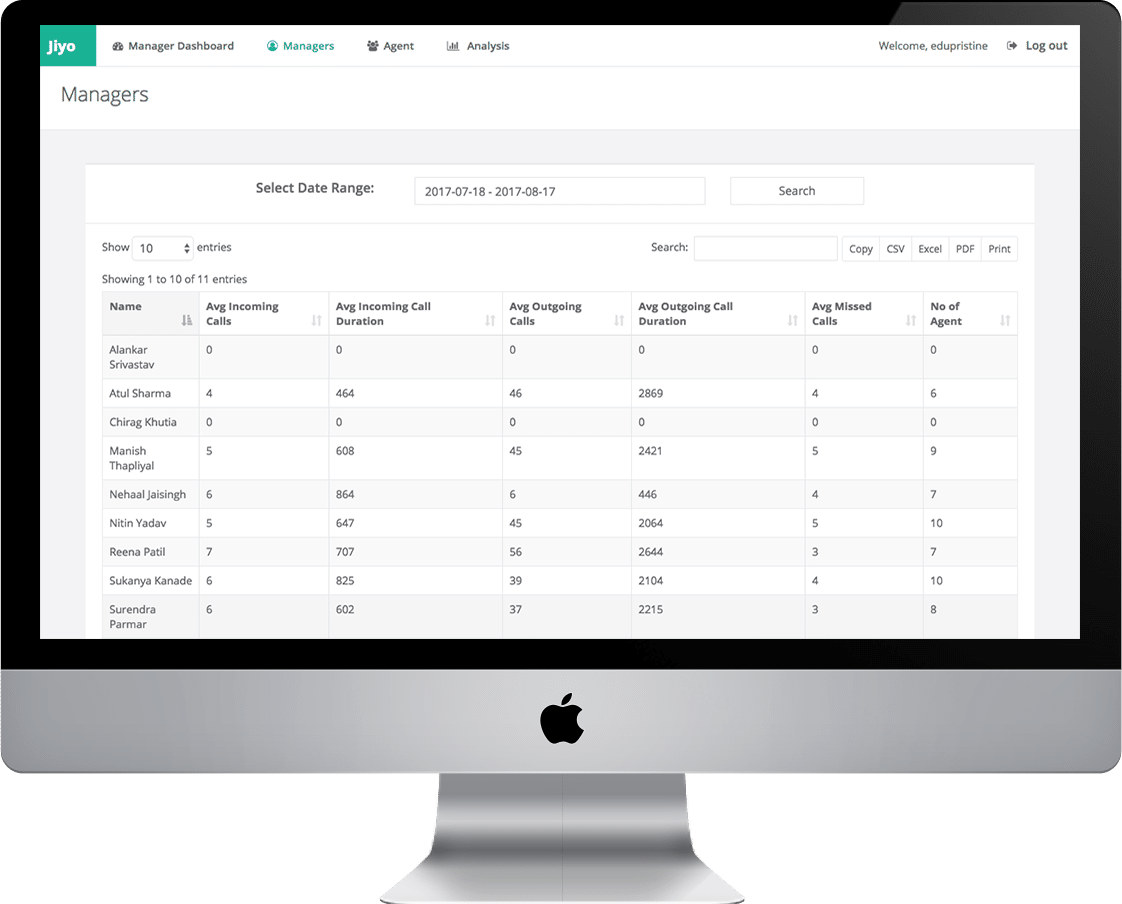 Jiyo Manager Dashboard Managers Agent Analysis Welcome, edupristine Log out
Managers
Select Date Range: 2017-07-18 - 2017-08-17 Search
Show 10 entries Search: Copy CSV Excel PDF Print
Showing 1 to 10 of 11 entries
Name Avg Incoming Calls Avg Incoming Call Duration Avg Outgoing Calls Avg Outgoing Call Duration Avg Missed Calls No of Agent
Alankar Srivastav 0 0 0 0 0 0
Atul Sharma 4 464 46 2869 4 6
Chirag Khutia 0 0 0 0 0 0
Manish Thapliyal 5 608 45 2421 5 9
Nehaal Jaisingh 6 864 6 446 4 7
Nitin Yadav 5 647 45 2064 5 10
Reena Patil 7 707 56 2644 3 7
Sukanya Kanade 6 825 39 2104 4 10
Surendra Parmar 6 602 37 2215 3 8